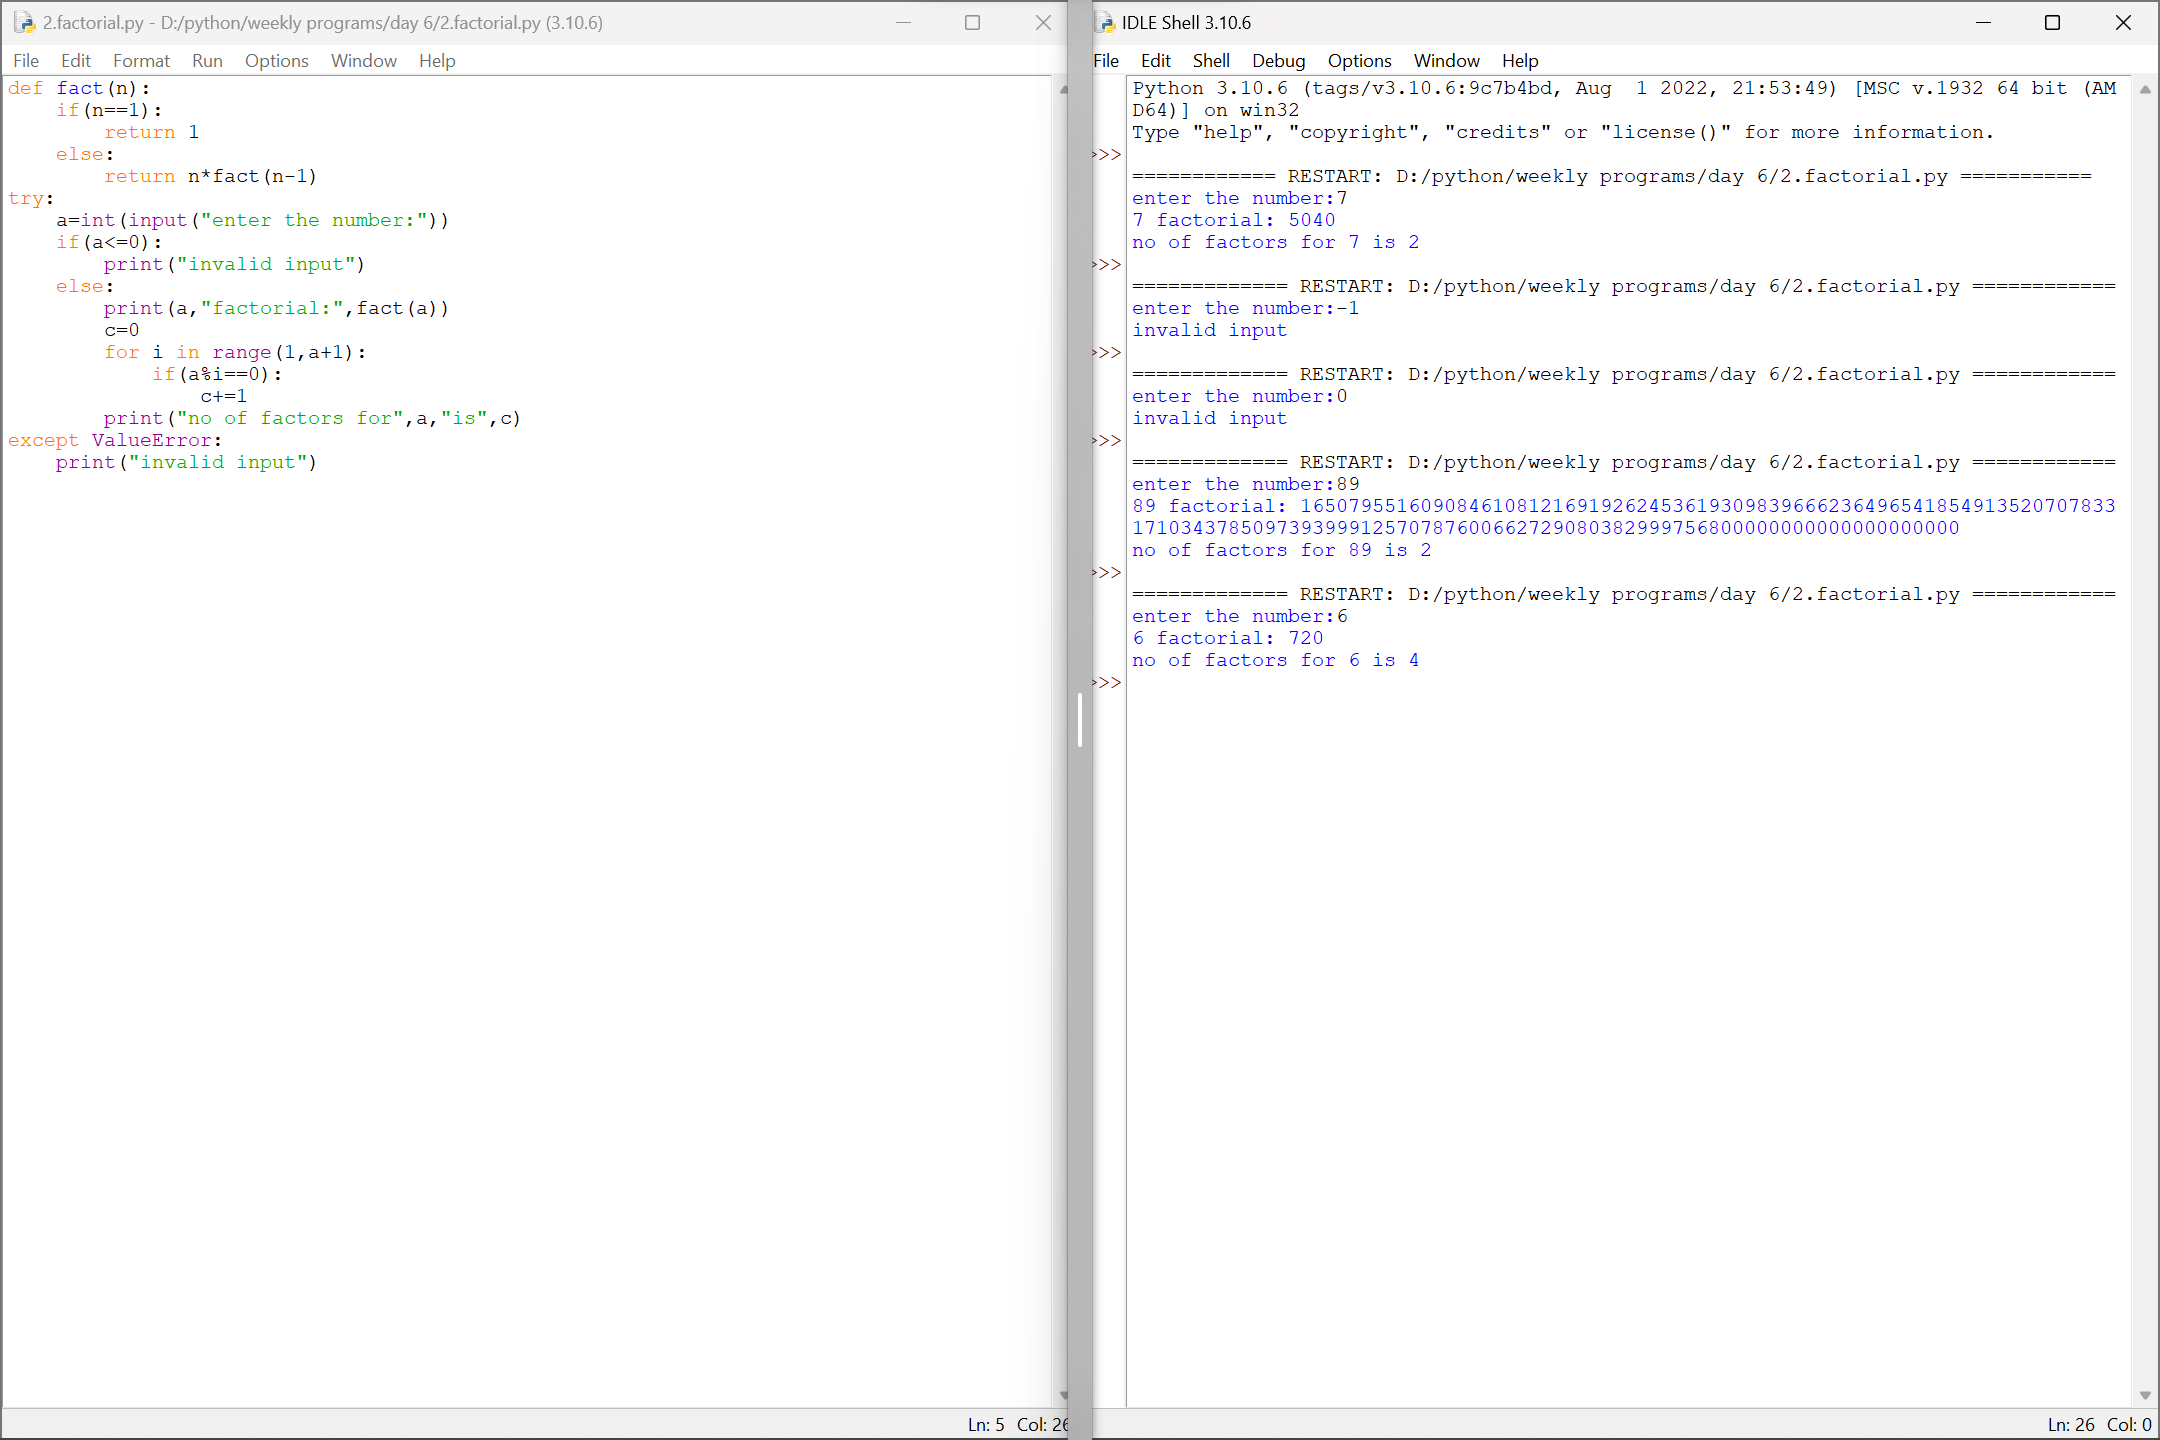 2.factorial.py - D:/python/weekly programs/day 6/2.factorial.py (3.10.6)
File Edit Format Run Options Window Help
def fact(n):
    if(n==1):
        return 1
    else:
        return n*fact(n-1)
try:
    a=int(input("enter the number:"))
    if(a<=0):
        print("invalid input")
    else:
        print(a,"factorial:",fact(a))
        c=0
        for i in range(1,a+1):
            if(a%i==0):
                c+=1
        print("no of factors for",a,"is",c)
except ValueError:
    print("invalid input")
Ln: 5 Col: 26
IDLE Shell 3.10.6
File Edit Shell Debug Options Window Help
Python 3.10.6 (tags/v3.10.6:9c7b4bd, Aug  1 2022, 21:53:49) [MSC v.1932 64 bit (AM
D64)] on win32
Type "help", "copyright", "credits" or "license()" for more information.
>>>
============ RESTART: D:/python/weekly programs/day 6/2.factorial.py ===========
enter the number:7
7 factorial: 5040
no of factors for 7 is 2
>>>
============= RESTART: D:/python/weekly programs/day 6/2.factorial.py ============
enter the number:-1
invalid input
>>>
============= RESTART: D:/python/weekly programs/day 6/2.factorial.py ============
enter the number:0
invalid input
>>>
============= RESTART: D:/python/weekly programs/day 6/2.factorial.py ============
enter the number:89
89 factorial: 16507955160908461081216919262453619309839666236496541854913520707833
171034378509739399912570787600662729080382999756800000000000000000000
no of factors for 89 is 2
>>>
============= RESTART: D:/python/weekly programs/day 6/2.factorial.py ============
enter the number:6
6 factorial: 720
no of factors for 6 is 4
>>>
Ln: 26 Col: 0